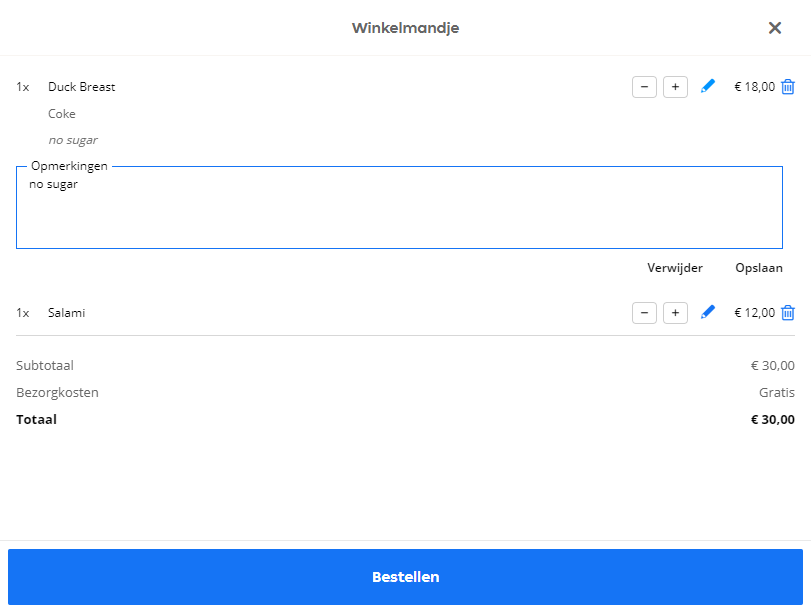 Winkelmandje
1x Duck Breast € 18,00
Coke
no sugar
Opmerkingen
no sugar
Verwijder Opslaan
1x Salami € 12,00
Subtotaal € 30,00
Bezorgkosten Gratis
Totaal € 30,00
Bestellen